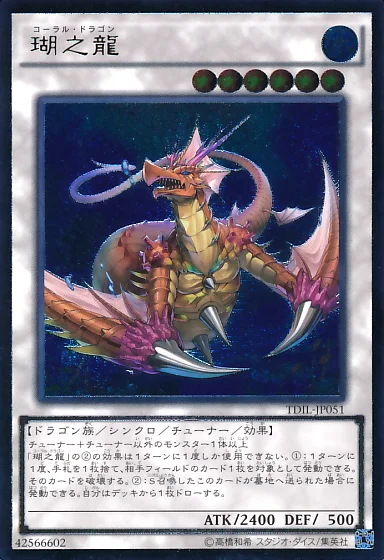 コーラル・ドラゴン
瑚之龍
TDIL-JP051
【ドラゴン族／シンクロ／チューナー／効果】
チューナー＋チューナー以外のモンスター1体以上
「瑚之龍」の②の効果は1ターンに1度しか使用できない。①：1ターンに
1度、手札を1枚捨て、相手フィールドのカード1枚を対象として発動できる。
そのカードを破壊する。②：S召喚したこのカードが墓地へ送られた場合に
発動できる。自分はデッキから1枚ドローする。
ATK/2400 DEF/ 500
42566602
©高橋和希 スタジオ・ダイス/集英社